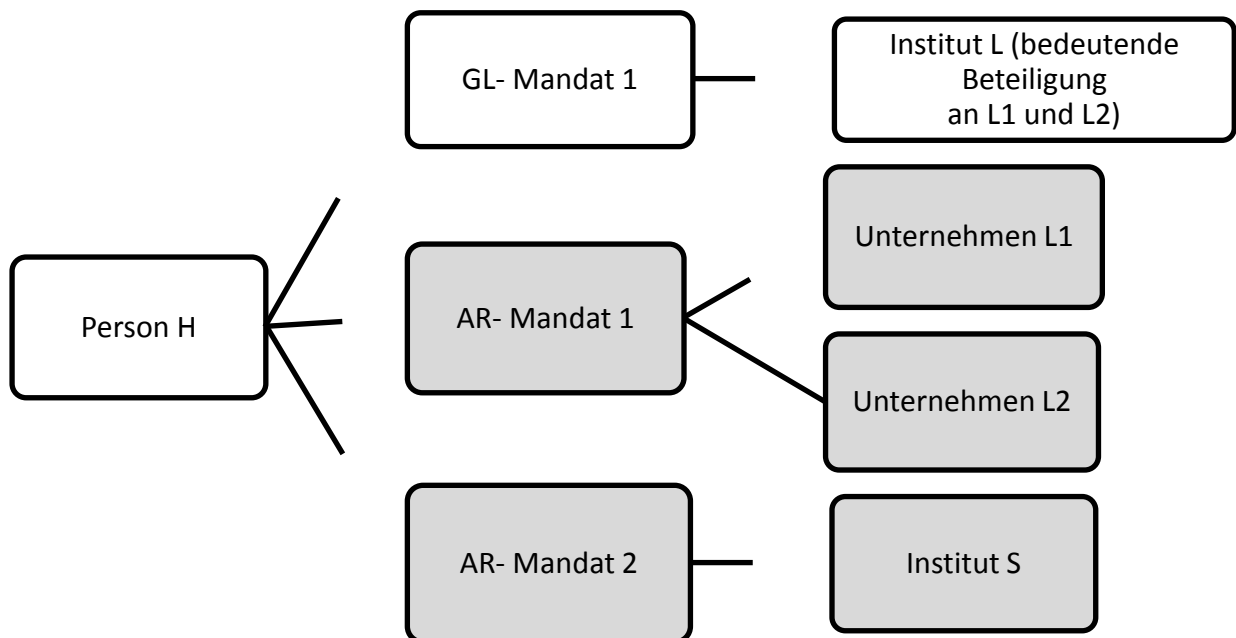 GL- Mandat 1
Institut L (bedeutende
Beteiligung
an L1 und L2)
Person H
AR- Mandat 1
Unternehmen L1
Unternehmen L2
AR- Mandat 2
Institut S